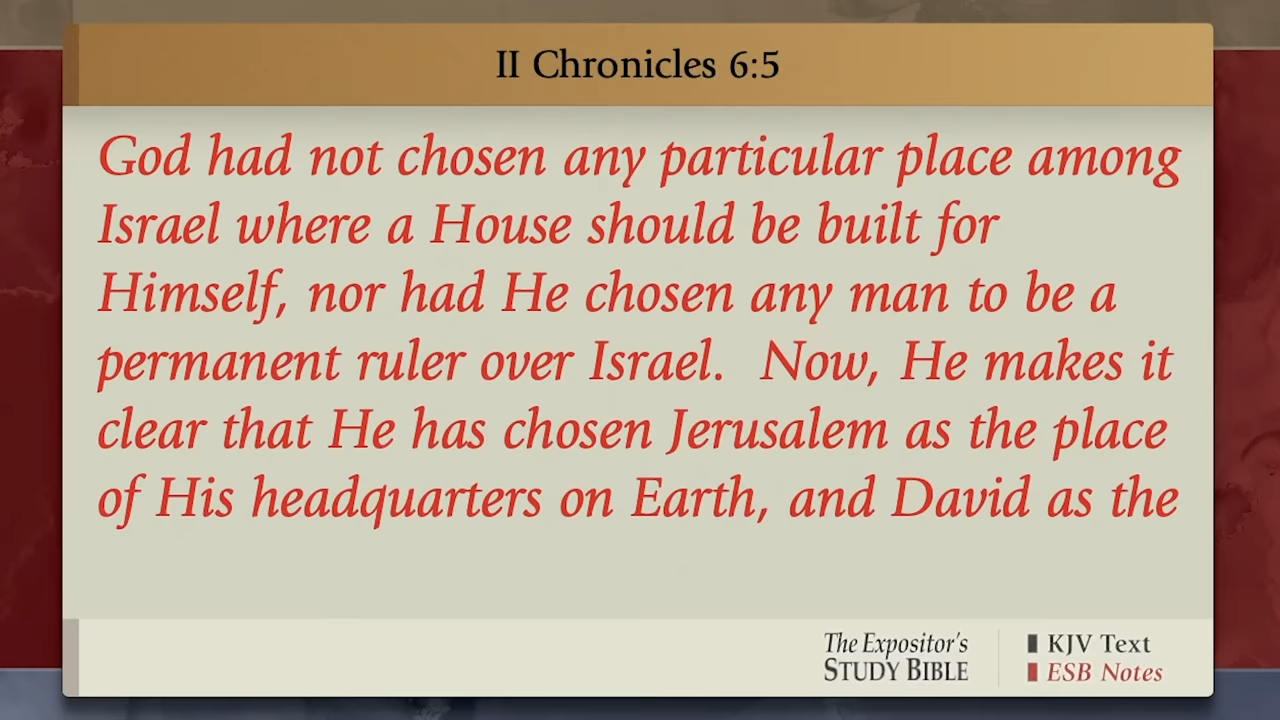 II Chronicles 6:5
God had not chosen any particular place among
Israel where a House should be built for
Himself, nor had He chosen any man to be a
permanent ruler over Israel.  Now, He makes it
clear that He has chosen Jerusalem as the place
of His headquarters on Earth, and David as the
The Expositor's
STUDY BIBLE
KJV Text
ESB Notes